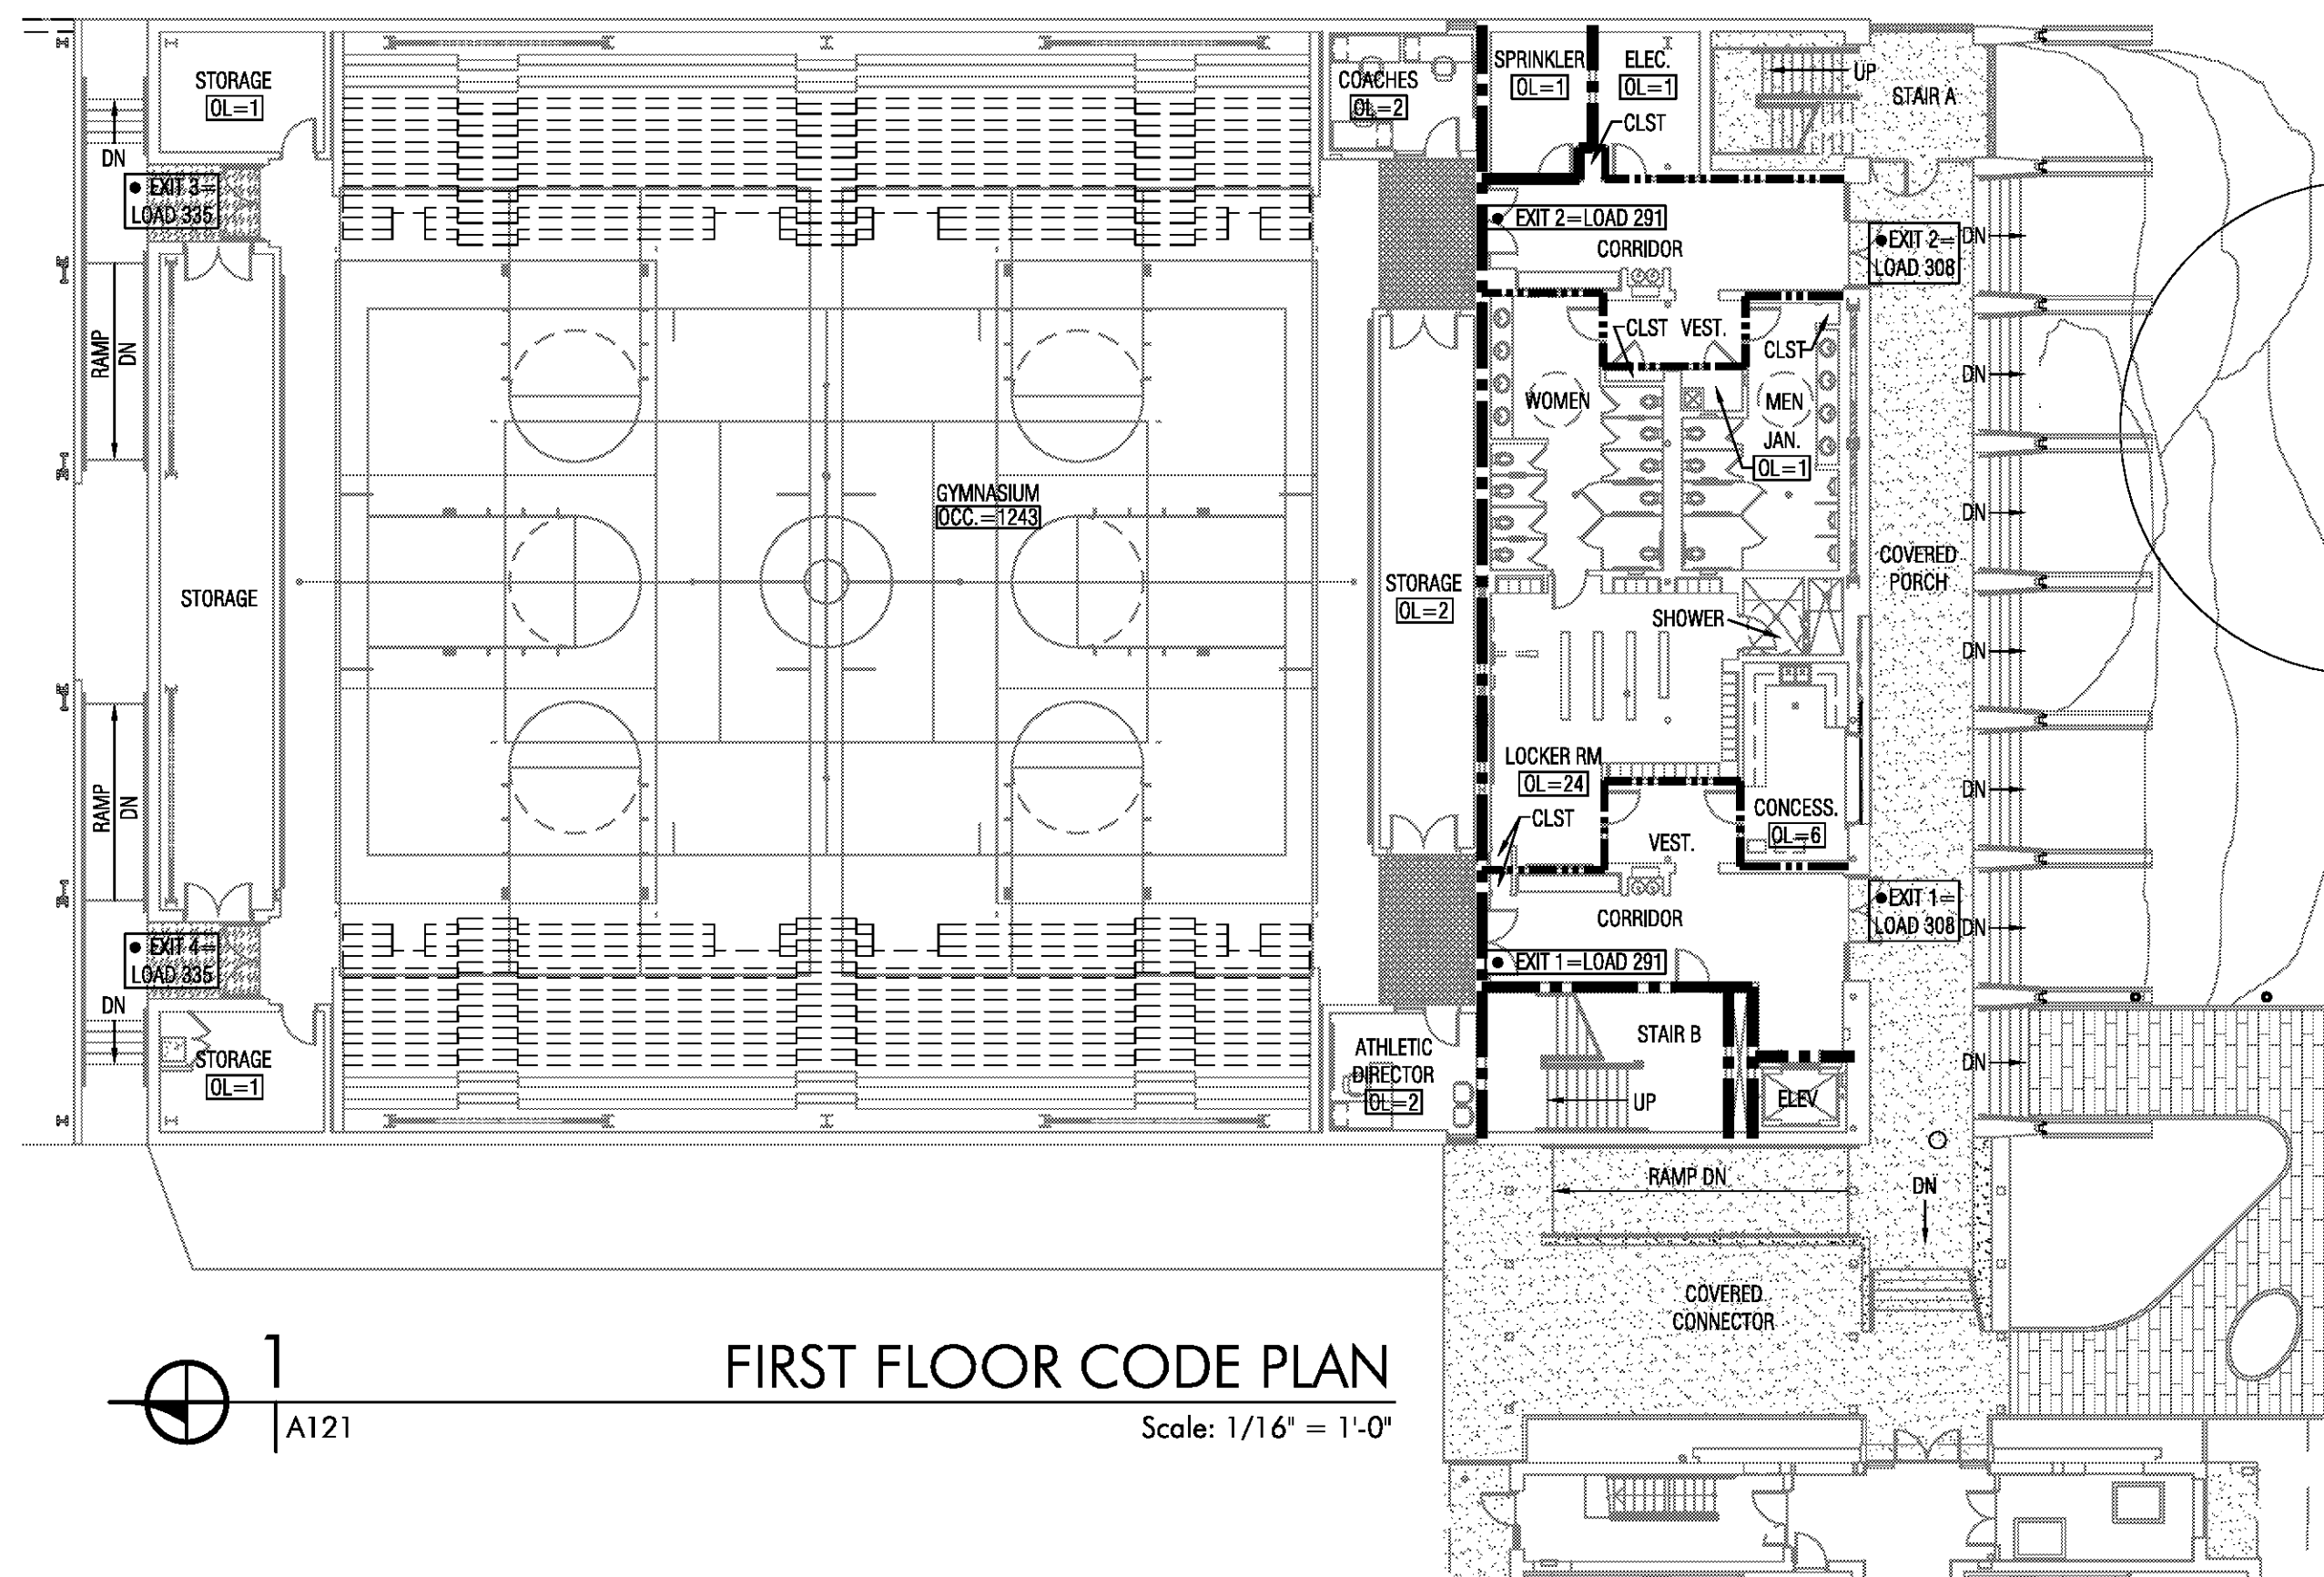 STORAGE
OL=1
COACHES
OL=2
SPRINKLER
OL=1
ELEC.
OL=1
CLST
UP
STAIR A
DN
EXIT 3=
LOAD 335
EXIT 2=LOAD 291
CORRIDOR
EXIT 2=
LOAD 308
DN
RAMP
DN
CLST
VEST.
CLST
DN
WOMEN
MEN
JAN.
OL=1
GYMNASIUM
OCC.=1243
DN
COVERED
PORCH
STORAGE
STORAGE
OL=2
SHOWER
DN
LOCKER RM
OL=24
RAMP
DN
CLST
CONCESS.
OL=6
DN
VEST.
EXIT 1=
LOAD 308
DN
CORRIDOR
EXIT 4=
LOAD 335
EXIT 1=LOAD 291
DN
STORAGE
OL=1
ATHLETIC
DIRECTOR
OL=2
STAIR B
UP
ELEV
DN
RAMP DN
DN
COVERED
CONNECTOR
1
FIRST FLOOR CODE PLAN
A121
Scale: 1/16" = 1'-0"